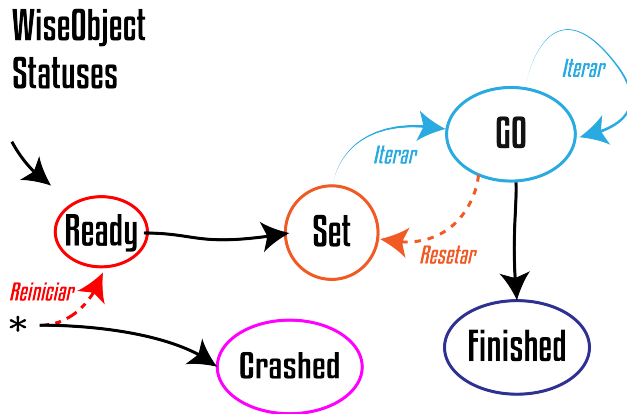 WiseObject
Statuses
Iterar
GO
Iterar
Ready
Set
Resetar
Reiniciar
*
Crashed
Finished